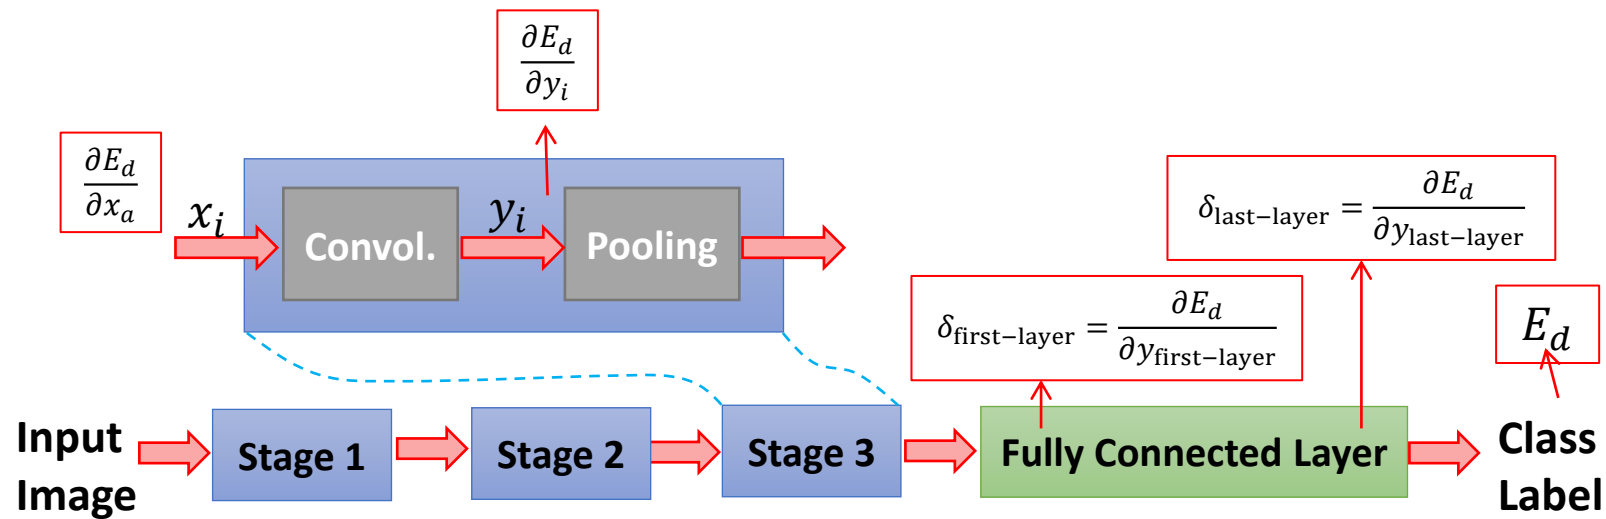 ∂E_d/∂y_i
∂E_d/∂x_a
x_i
Convol.
y_i
Pooling
δ_last−layer = ∂E_d/∂y_last−layer
δ_first−layer = ∂E_d/∂y_first−layer
E_d
Input
Image
Stage 1
Stage 2
Stage 3
Fully Connected Layer
Class
Label